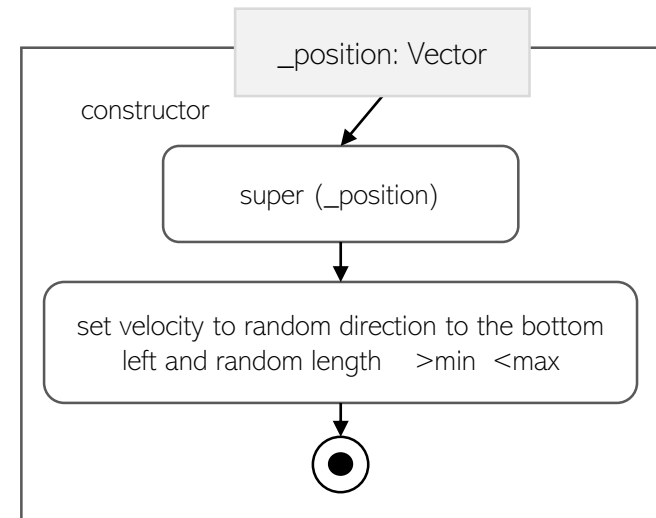 _position: Vector
constructor
super (_position)
set velocity to random direction to the bottom
left and random length >min <max